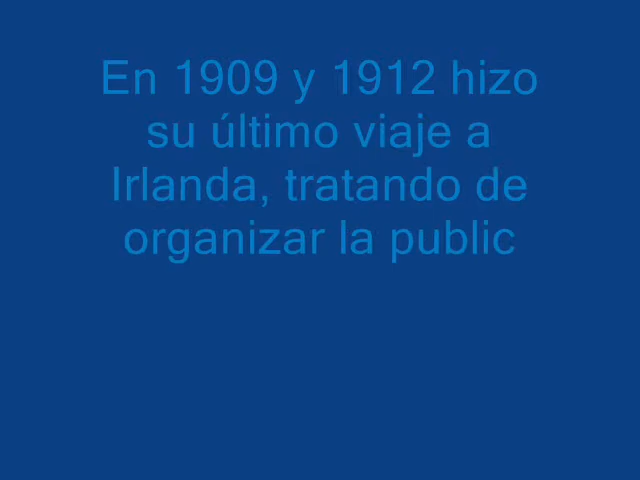 En 1909 y 1912 hizo
su último viaje a
Irlanda, tratando de
organizar la public